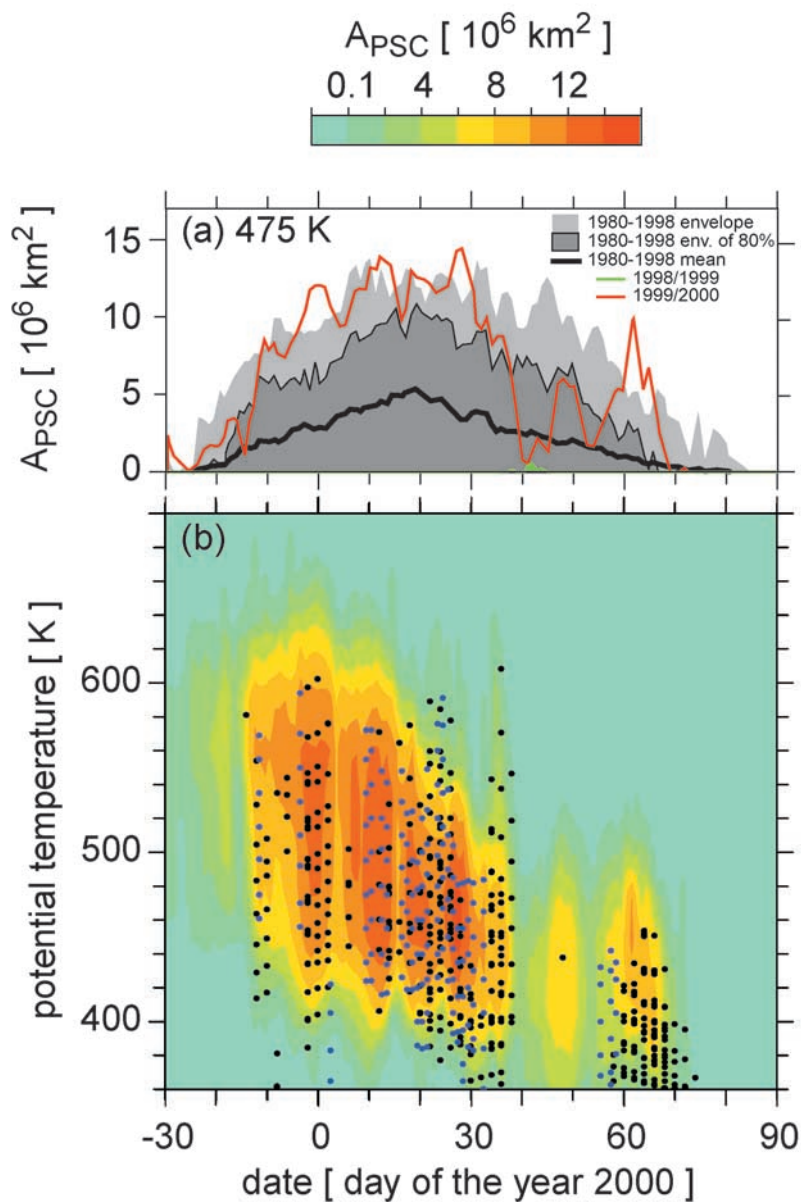 A_PSC [ 10^6 km^2 ]
0.1 4 8 12
(a) 475 K
1980-1998 envelope
1980-1998 env. of 80%
1980-1998 mean
1998/1999
1999/2000
15
10
5
0
A_PSC [ 10^6 km^2 ]
(b)
600
500
400
potential temperature [ K ]
-30 0 30 60 90
date [ day of the year 2000 ]